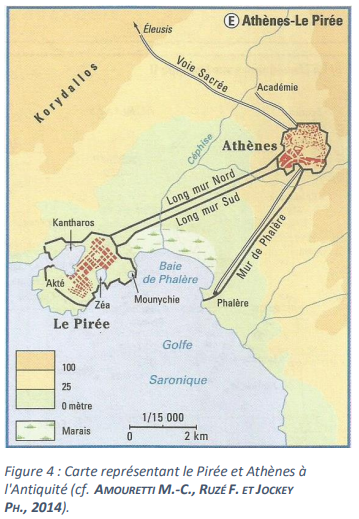 E Athènes-Le Pirée
Éleusis
Voie Sacrée
Académie
Korydallos
Athènes
Céphise
Long mur Nord
Long mur Sud
Mur de Phalère
Kantharos
Akté
Zéa
Mounychie
Le Pirée
Baie
de Phalère
Phalère
Golfe
Saronique
100
25
0 mètre
Marais
1/15 000
0 2 km
Figure 4 : Carte représentant le Pirée et Athènes à
l'Antiquité (cf. AMOURETTI M.-C., RUZÉ F. ET JOCKEY
PH., 2014).